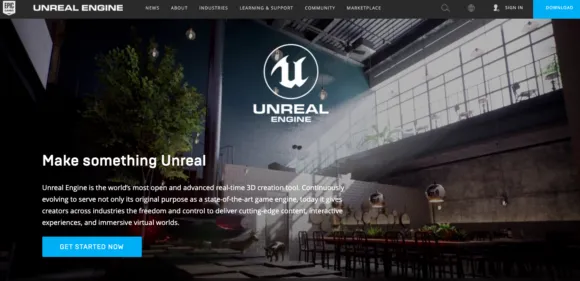 EPIC GAMES
UNREAL ENGINE NEWS ABOUT INDUSTRIES LEARNING & SUPPORT COMMUNITY MARKETPLACE SIGN IN DOWNLOAD
UNREAL
ENGINE
Make something Unreal
Unreal Engine is the world's most open and advanced real-time 3D creation tool. Continuously
evolving to serve not only its original purpose as a state-of-the-art game engine, today it gives
creators across industries the freedom and control to deliver cutting-edge content, interactive
experiences, and immersive virtual worlds.
GET STARTED NOW